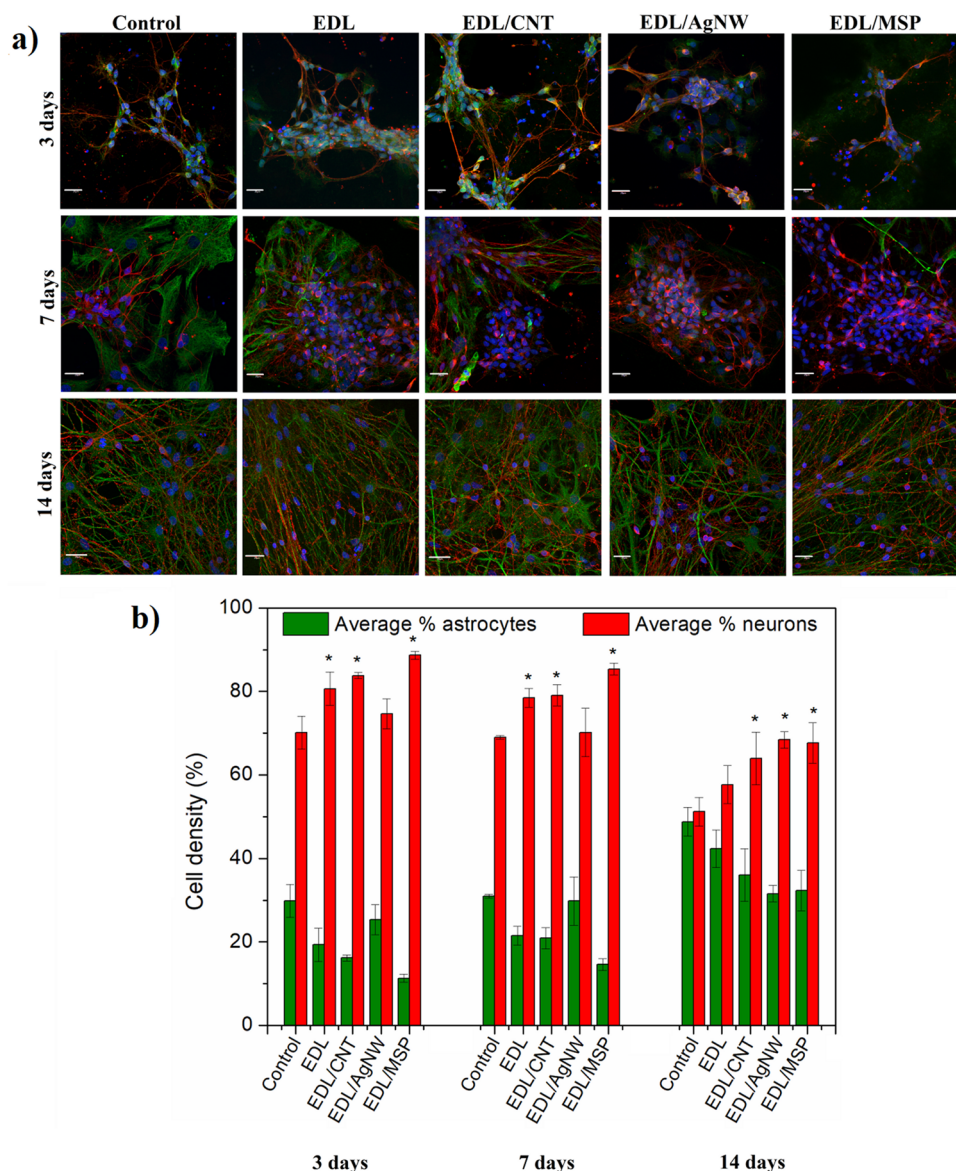 a)
Control EDL EDL/CNT EDL/AgNW EDL/MSP
3 days
7 days
14 days
b)
Average % astrocytes Average % neurons
Cell density (%)
100
80
60
40
20
0
* * *
* * *
* * *
Control EDL EDL/CNT EDL/AgNW EDL/MSP
Control EDL EDL/CNT EDL/AgNW EDL/MSP
Control EDL EDL/CNT EDL/AgNW EDL/MSP
3 days 7 days 14 days